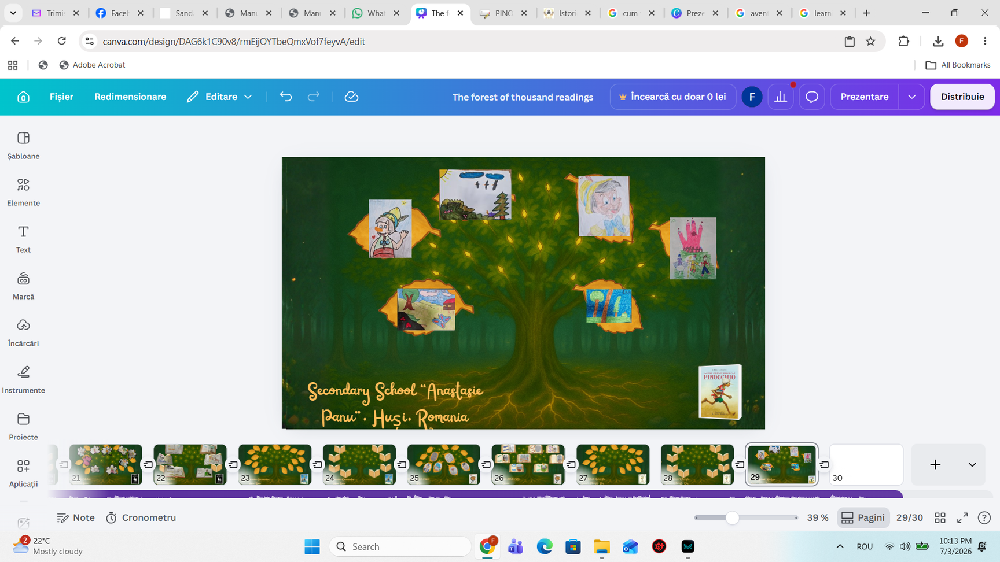 Trimis
Faceb
Sand
Manu
Manu
What
The f
PINO
Istori
cum
Preze
avent
learn
canva.com/design/DAG6k1C90v8/rmEijOYTbeQmxVof7feyvA/edit
F
Adobe Acrobat
All Bookmarks
Fișier
Redimensionare
Editare
The forest of thousand readings
Încearcă cu doar 0 lei
F
Prezentare
Distribuie
Șabloane
Elemente
Text
Marcă
Încărcări
Instrumente
Proiecte
Aplicații
PINOCCHIO
Secondary School "Anastasie
Panu", Huși, Romania
21
22
23
24
25
26
27
28
29
30
Note
Cronometru
39 %
Pagini
29/30
2
22°C
Mostly cloudy
Search
F
ROU
10:13 PM
7/3/2026